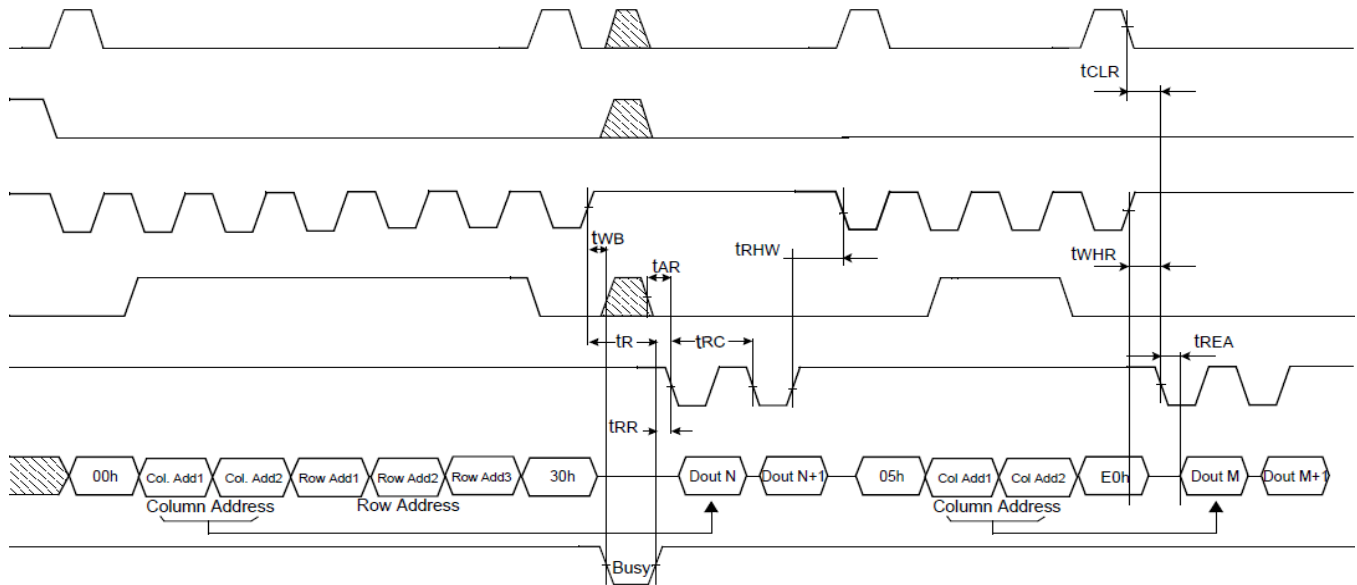 tCLR
tWB
tRHW
tWHR
tAR
tR
tRC
tREA
tRR
00h Col. Add1 Col. Add2 Row Add1 Row Add2 Row Add3 30h Dout N Dout N+1 05h Col Add1 Col Add2 E0h Dout M Dout M+1
Column Address Row Address Column Address
Busy